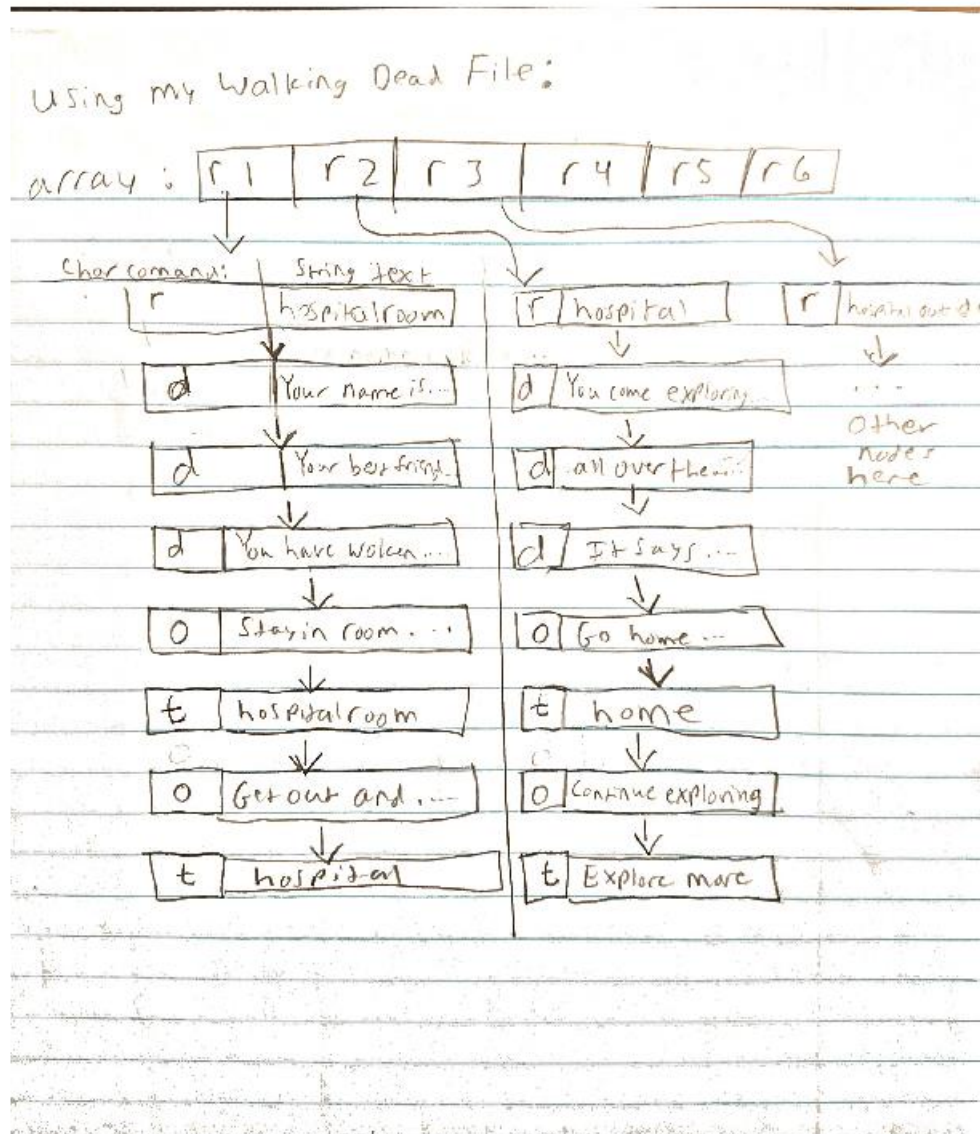 Using my Walking Dead File:
array: r1 r2 r3 r4 r5 r6
Char comand: String text
r hospitalroom
d Your name is...
d Your best friend...
d You have woken...
o Stay in room....
t hospitalroom
o Get out and ....
t hospital
r hospital
d You come exploring...
d all over the...
d It says...
o Go home...
t home
o Continue exploring
t Explore more
r hospital
....
Other
nodes
here